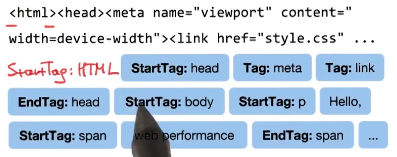 <html><head><meta name="viewport" content="
width=device-width"><link href="style.css" ...
StartTag: HTML StartTag: head Tag: meta Tag: link
EndTag: head StartTag: body StartTag: p Hello,
StartTag: span web performance EndTag: span ...